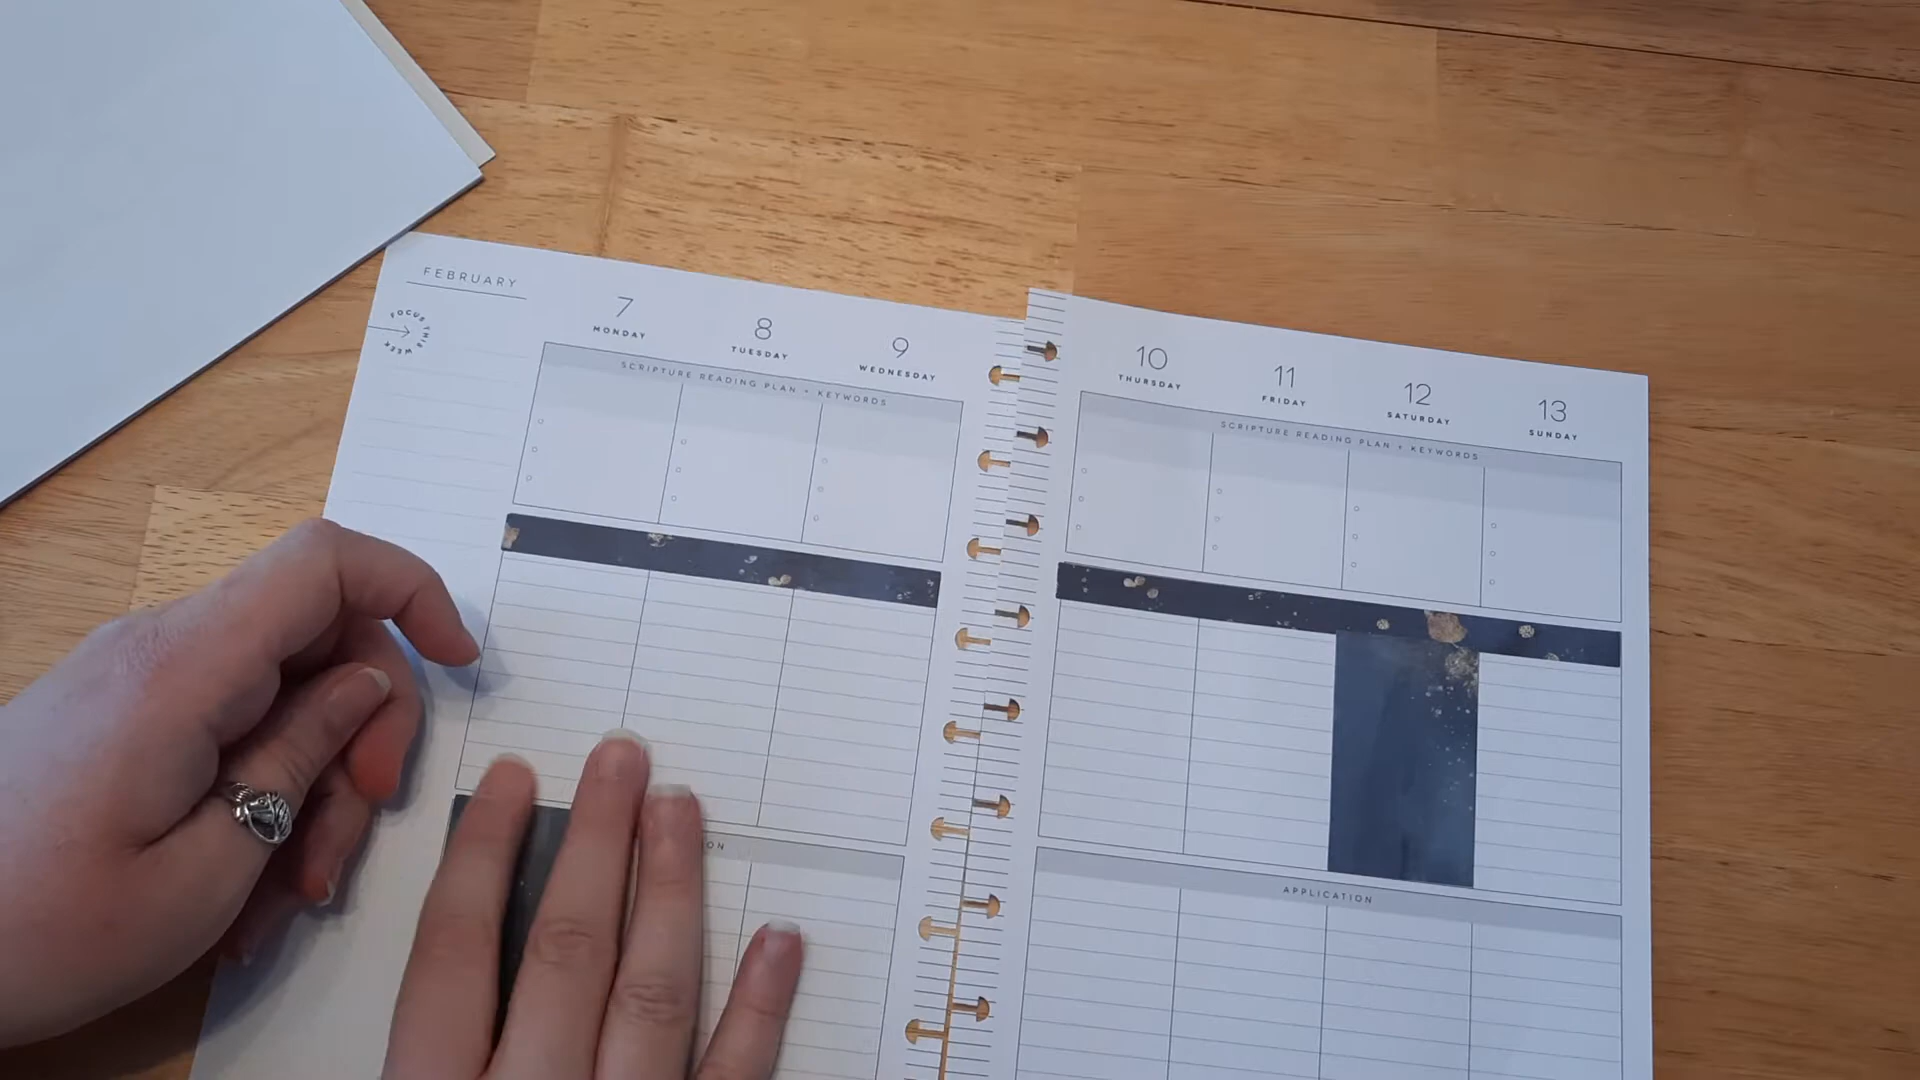 FEBRUARY
FOCUS THIS WEEK
7
MONDAY
8
TUESDAY
9
WEDNESDAY
SCRIPTURE READING PLAN + KEYWORDS
ON
10
THURSDAY
11
FRIDAY
12
SATURDAY
13
SUNDAY
SCRIPTURE READING PLAN + KEYWORDS
APPLICATION